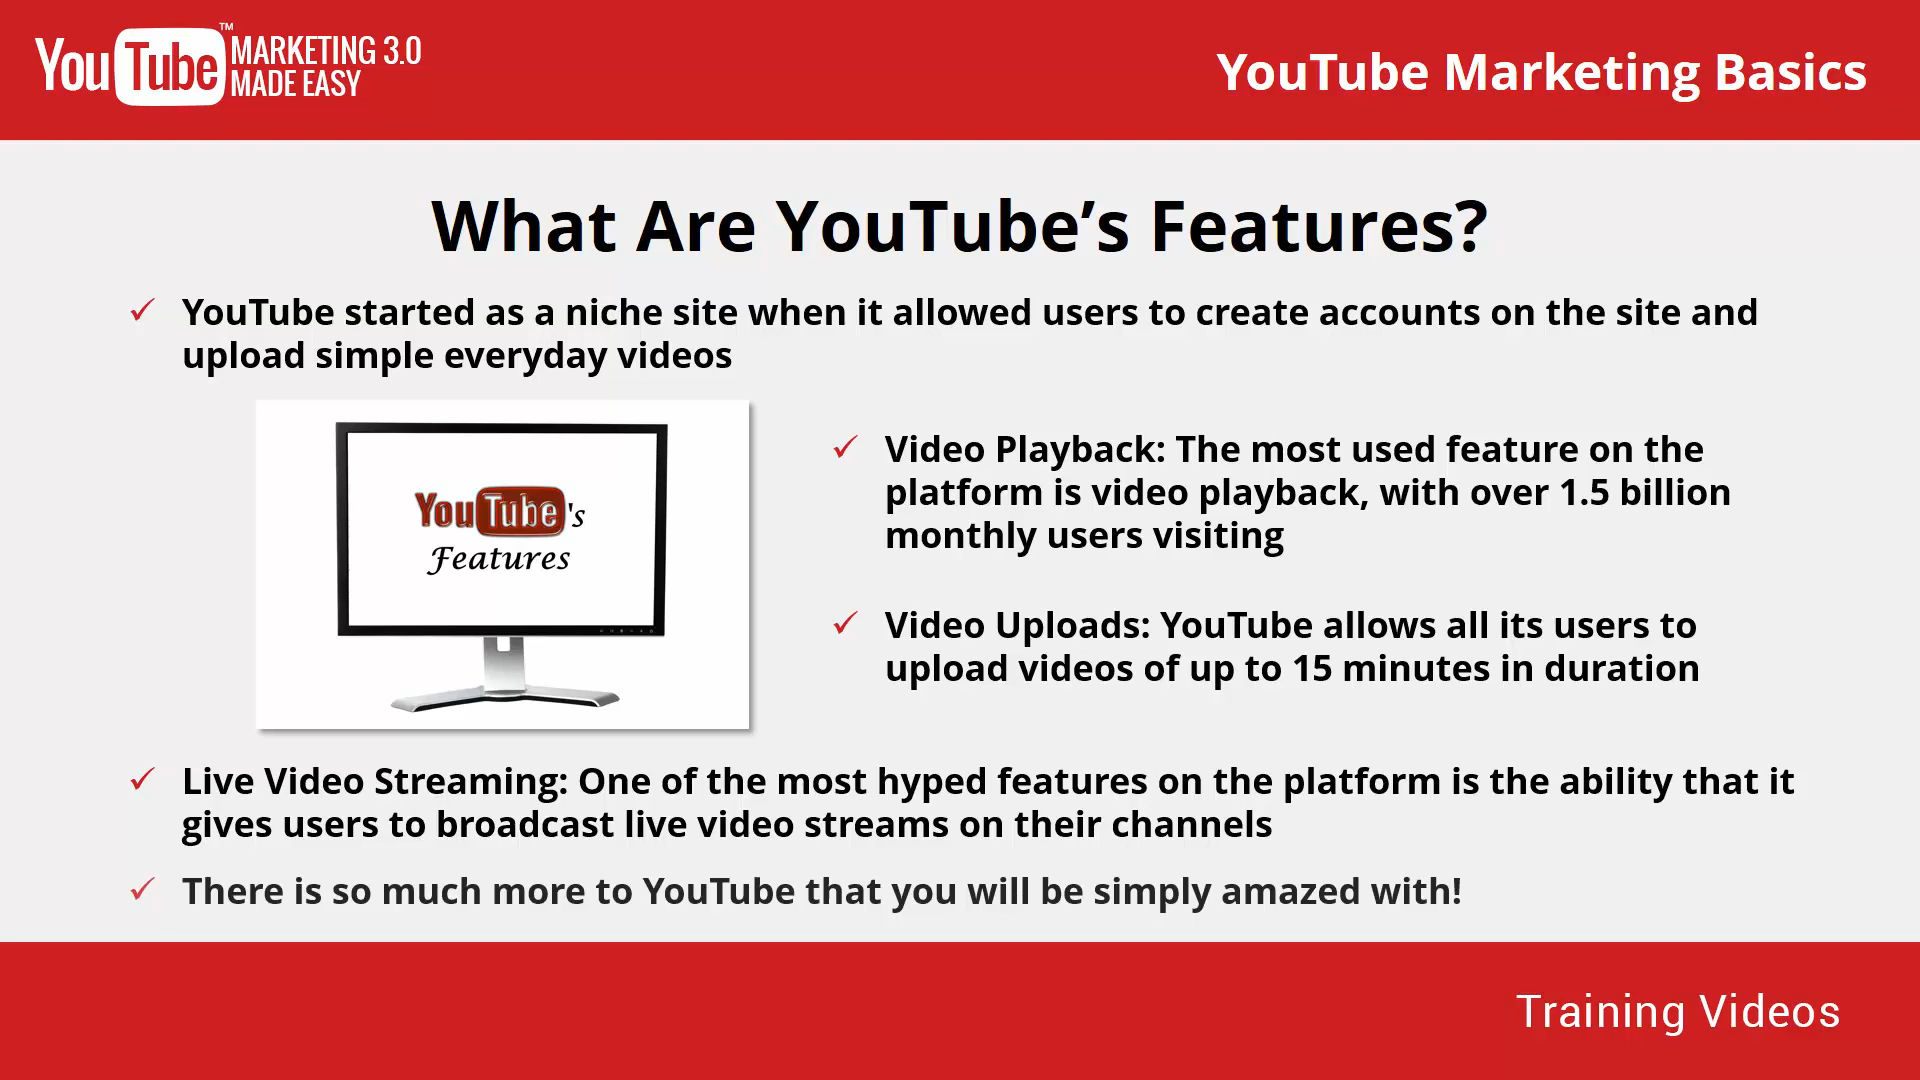 YouTube™ MARKETING 3.0
MADE EASY
YouTube Marketing Basics
What Are YouTube’s Features?
✓ YouTube started as a niche site when it allowed users to create accounts on the site and
upload simple everyday videos
YouTube's
Features
✓ Video Playback: The most used feature on the
platform is video playback, with over 1.5 billion
monthly users visiting
✓ Video Uploads: YouTube allows all its users to
upload videos of up to 15 minutes in duration
✓ Live Video Streaming: One of the most hyped features on the platform is the ability that it
gives users to broadcast live video streams on their channels
✓ There is so much more to YouTube that you will be simply amazed with!
Training Videos